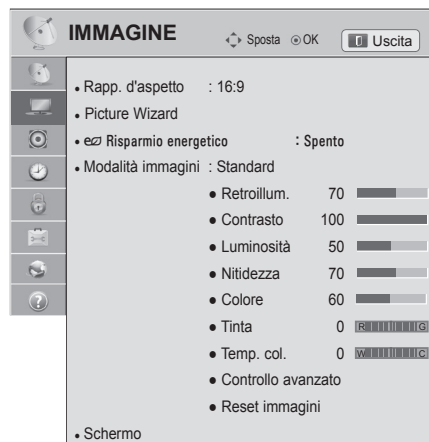 IMMAGINE Sposta OK Uscita
• Rapp. d'aspetto : 16:9
• Picture Wizard
• e Risparmio energetico : Spento
• Modalità immagini : Standard
● Retroillum. 70
● Contrasto 100
● Luminosità 50
● Nitidezza 70
● Colore 60
● Tinta 0 R G
● Temp. col. 0 W C
● Controllo avanzato
● Reset immagini
• Schermo